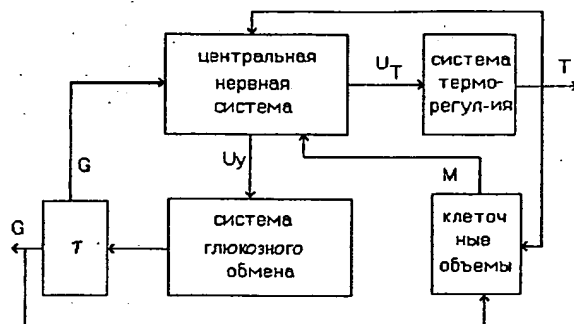 центральная
нервная
система
U_T
система
термо-
регул-ия
T
G
Uy
M
G
τ
система
глюкозного
обмена
клеточ
ные
объемы